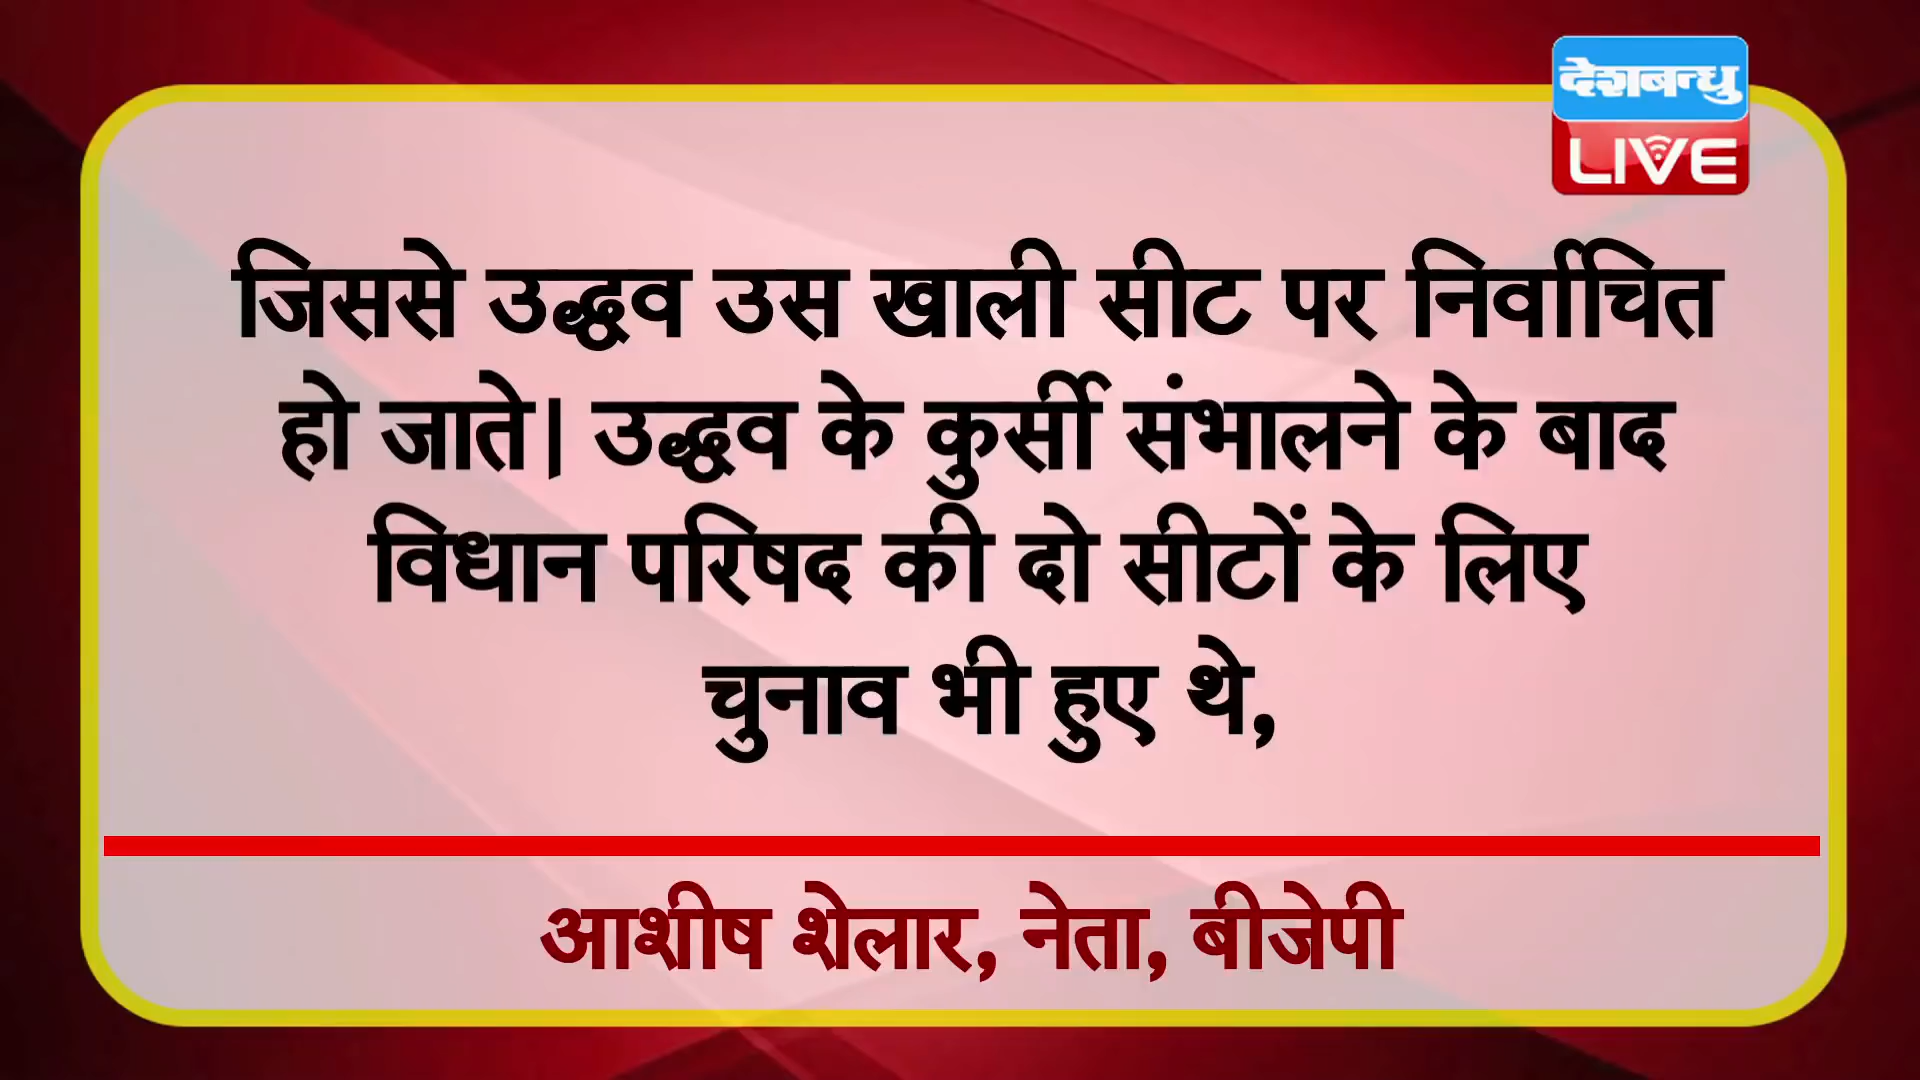 देशबन्धु
LIVE
जिससे उद्धव उस खाली सीट पर निर्वाचित
हो जाते। उद्धव के कुर्सी संभालने के बाद
विधान परिषद की दो सीटों के लिए
चुनाव भी हुए थे,
आशीष शेलार, नेता, बीजेपी